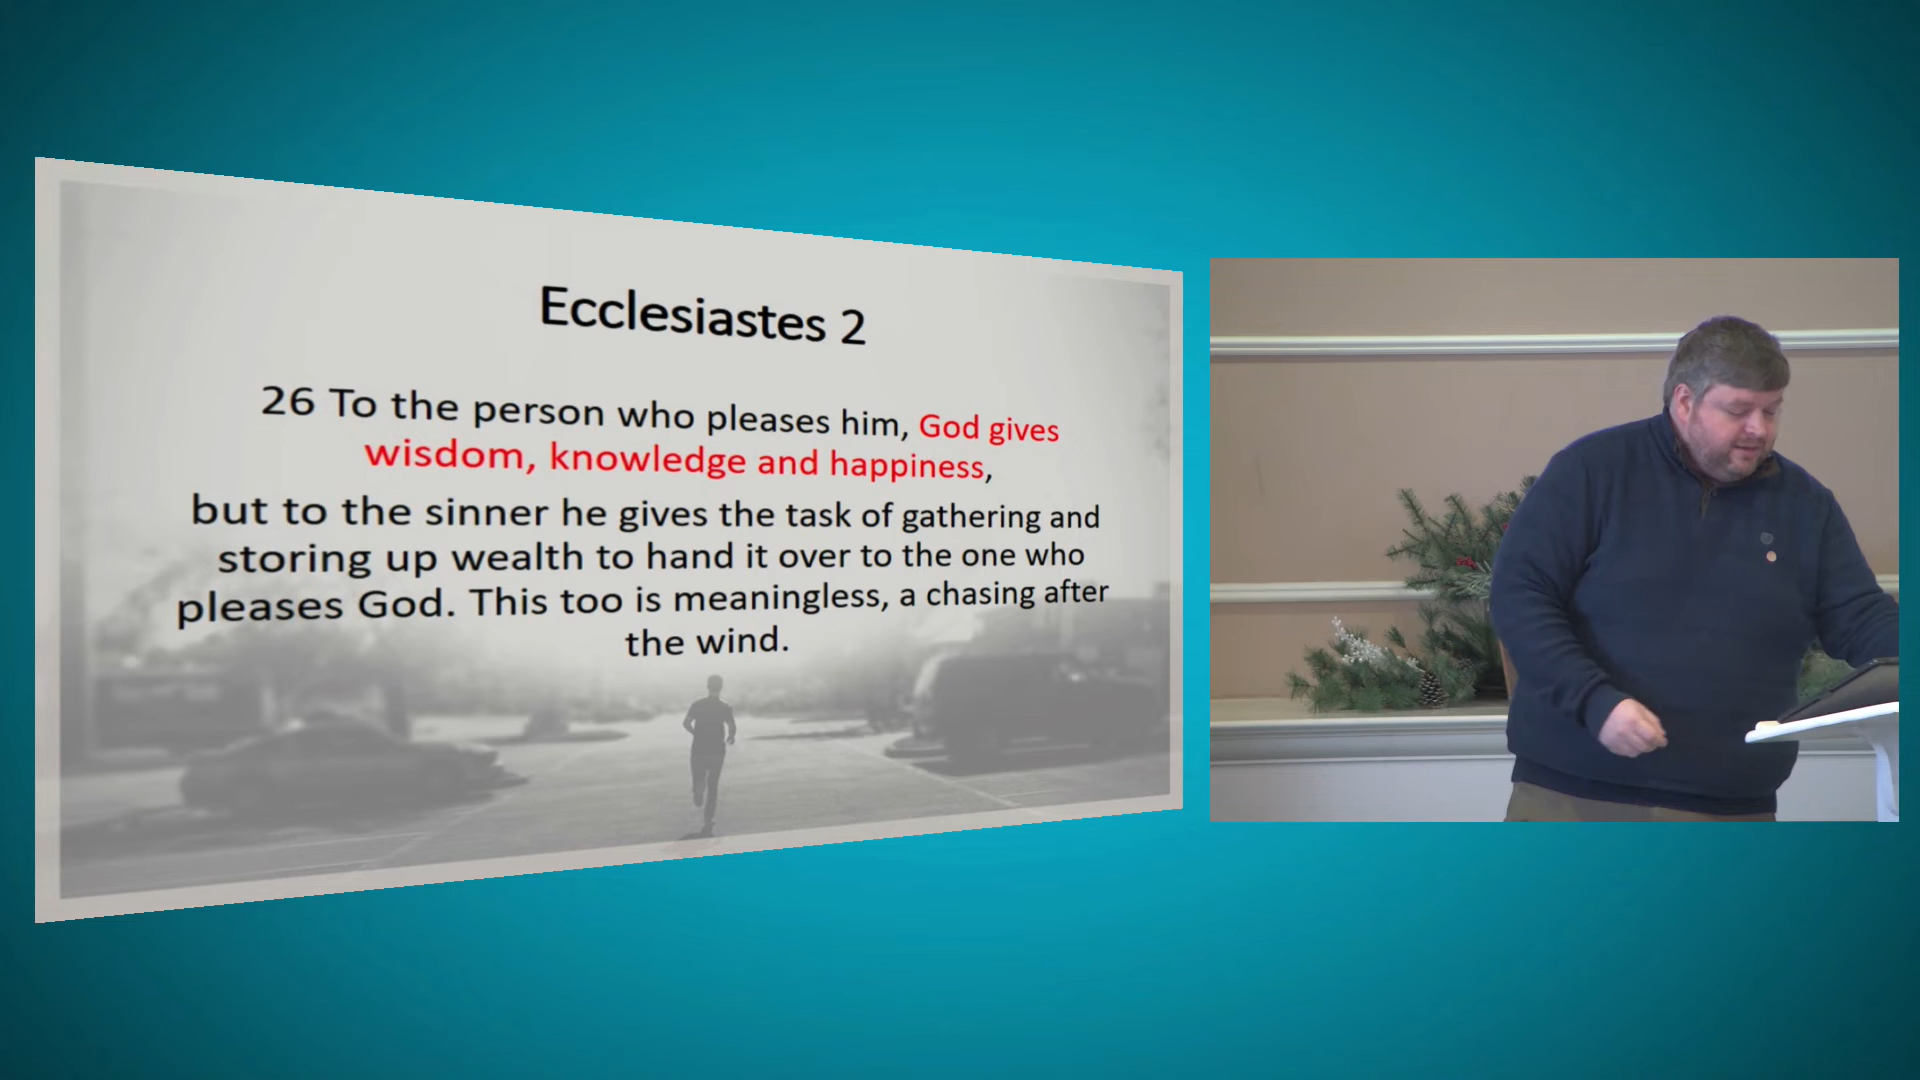 Ecclesiastes 2
26 To the person who pleases him, God gives
wisdom, knowledge and happiness,
but to the sinner he gives the task of gathering and
storing up wealth to hand it over to the one who
pleases God. This too is meaningless, a chasing after
the wind.